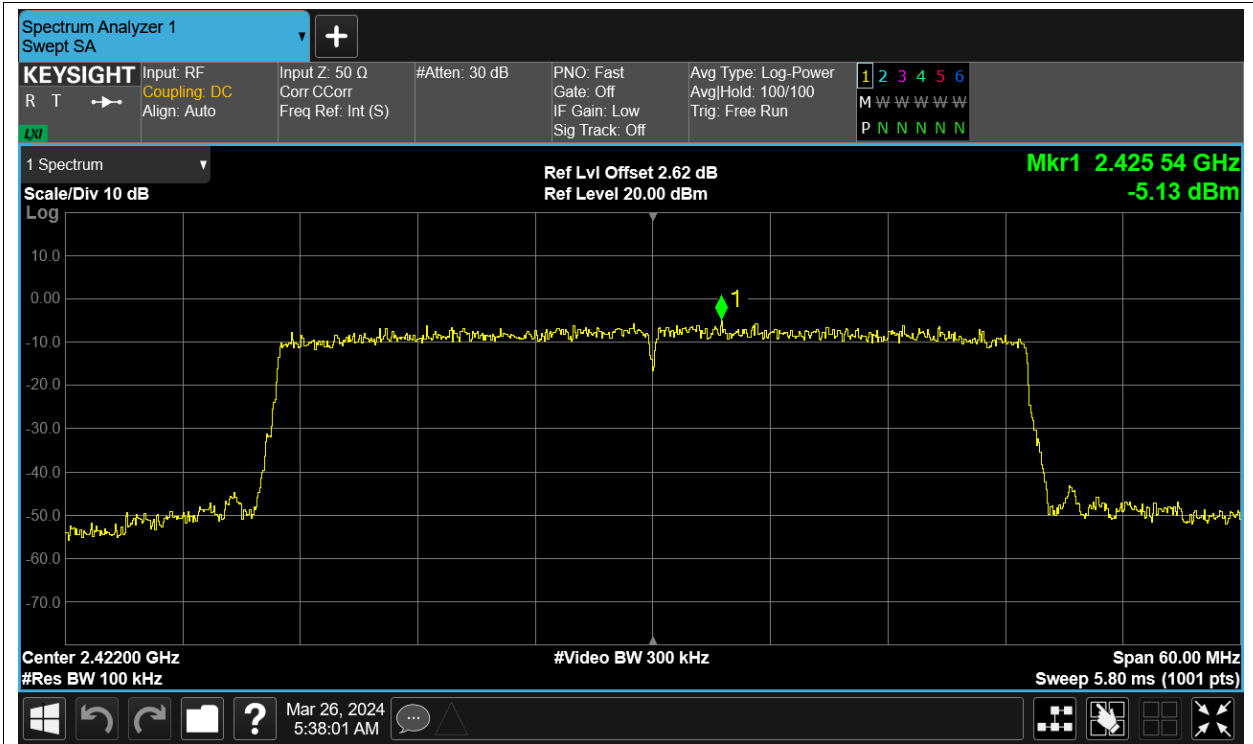 Spectrum Analyzer 1
Swept SA
KEYSIGHT
R T
LXI
Input: RF
Coupling: DC
Align: Auto
Input Z: 50 Ω
Corr CCorr
Freq Ref: Int (S)
#Atten: 30 dB
PNO: Fast
Gate: Off
IF Gain: Low
Sig Track: Off
Avg Type: Log-Power
Avg|Hold: 100/100
Trig: Free Run
1 2 3 4 5 6
M W W W W W
P N N N N N
1 Spectrum
Scale/Div 10 dB
Log
Ref Lvl Offset 2.62 dB
Ref Level 20.00 dBm
Mkr1 2.425 54 GHz
-5.13 dBm
10.0
0.00
-10.0
-20.0
-30.0
-40.0
-50.0
-60.0
-70.0
1
Center 2.42200 GHz
#Res BW 100 kHz
#Video BW 300 kHz
Span 60.00 MHz
Sweep 5.80 ms (1001 pts)
?
Mar 26, 2024
5:38:01 AM